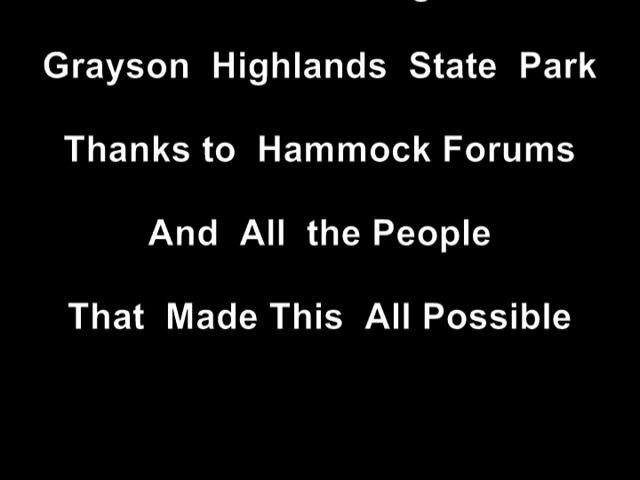 Grayson Highlands State Park
Thanks to Hammock Forums
And All the People
That Made This All Possible